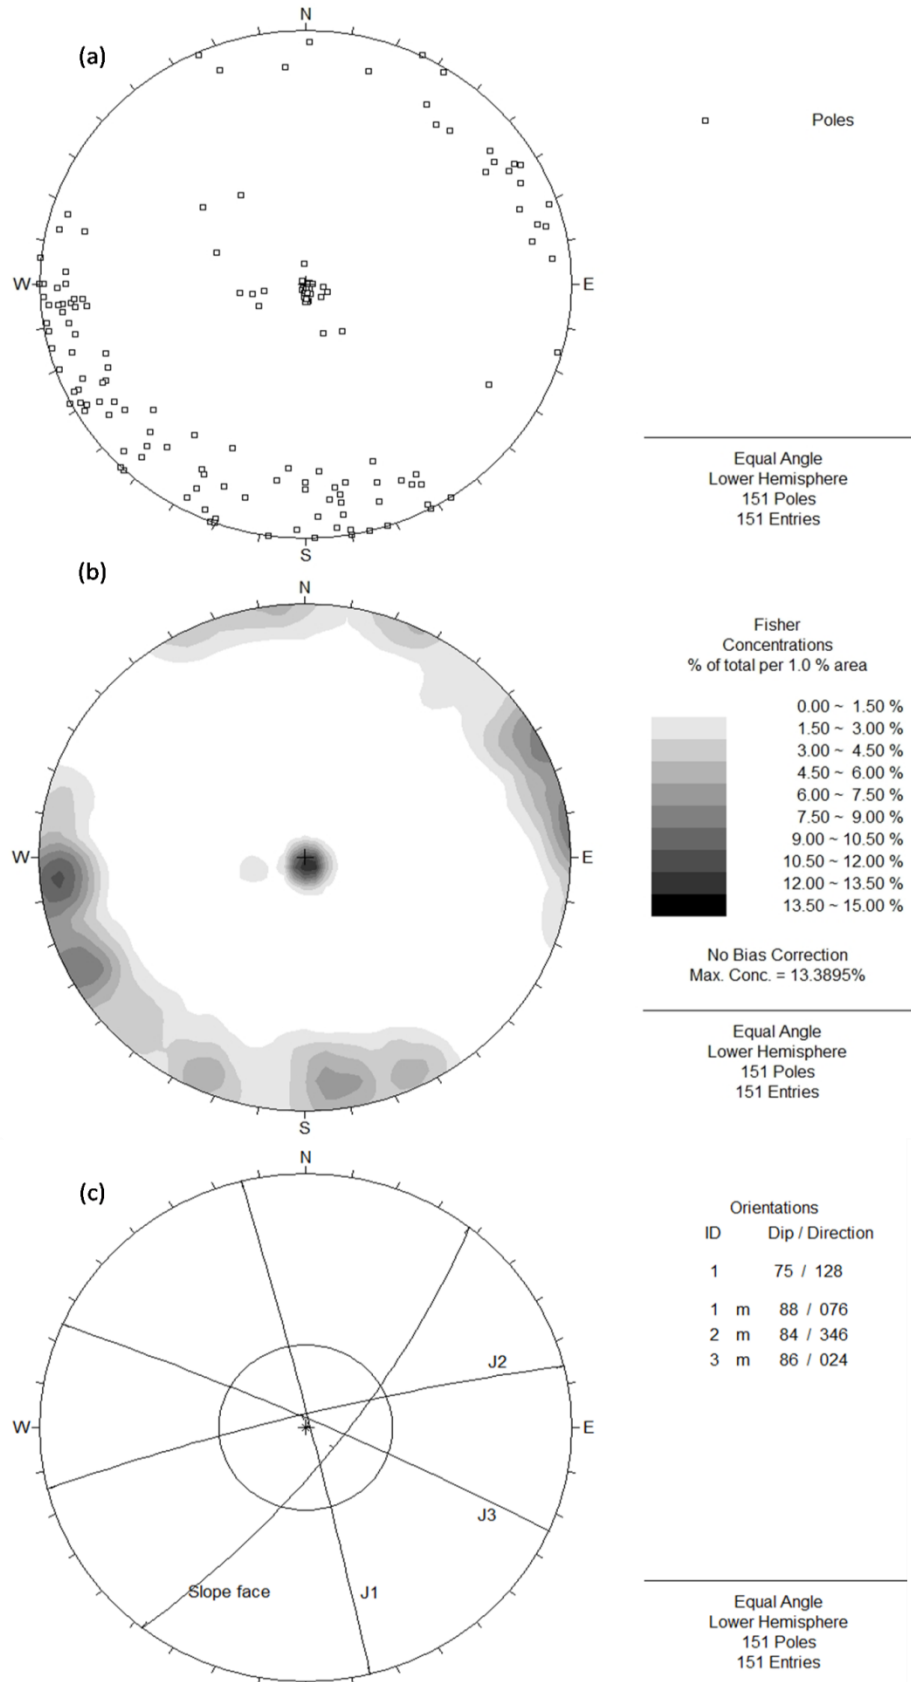 (a)
N
W
E
S
Poles
Equal Angle
Lower Hemisphere
151 Poles
151 Entries
(b)
N
W
E
S
Fisher
Concentrations
% of total per 1.0 % area
0.00 ~ 1.50 %
1.50 ~ 3.00 %
3.00 ~ 4.50 %
4.50 ~ 6.00 %
6.00 ~ 7.50 %
7.50 ~ 9.00 %
9.00 ~ 10.50 %
10.50 ~ 12.00 %
12.00 ~ 13.50 %
13.50 ~ 15.00 %
No Bias Correction
Max. Conc. = 13.3895%
Equal Angle
Lower Hemisphere
151 Poles
151 Entries
(c)
N
W
E
J2
J3
Slope face
J1
Orientations
ID Dip / Direction
1 75 / 128
1 m 88 / 076
2 m 84 / 346
3 m 86 / 024
Equal Angle
Lower Hemisphere
151 Poles
151 Entries